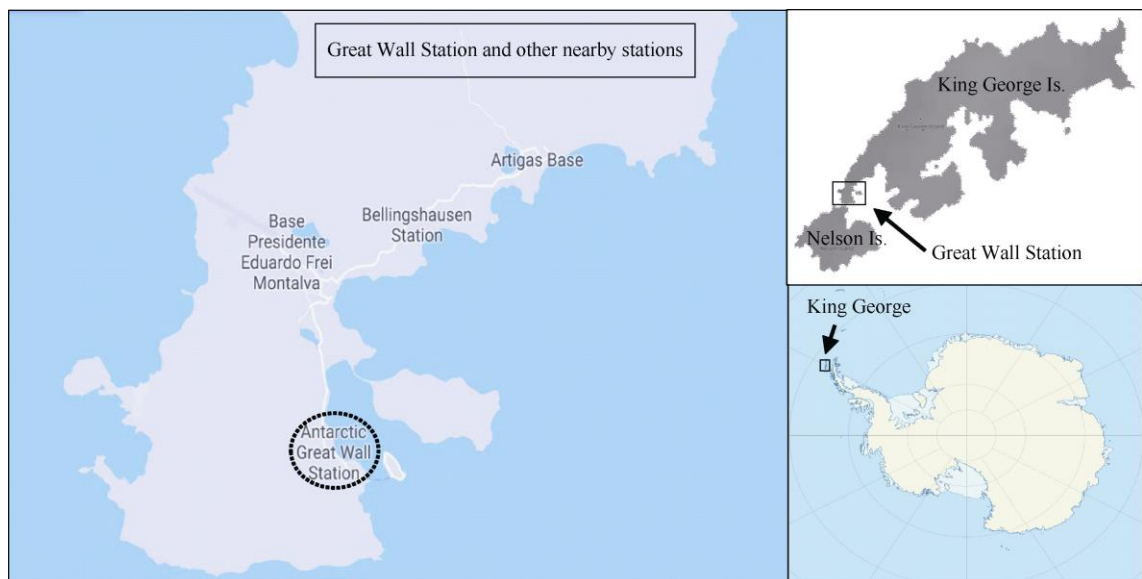 Great Wall Station and other nearby stations
Artigas Base
Bellingshausen
Station
Base
Presidente
Eduardo Frei
Montalva
Antarctic
Great Wall
Station
King George Is.
Nelson Is.
Great Wall Station
King George